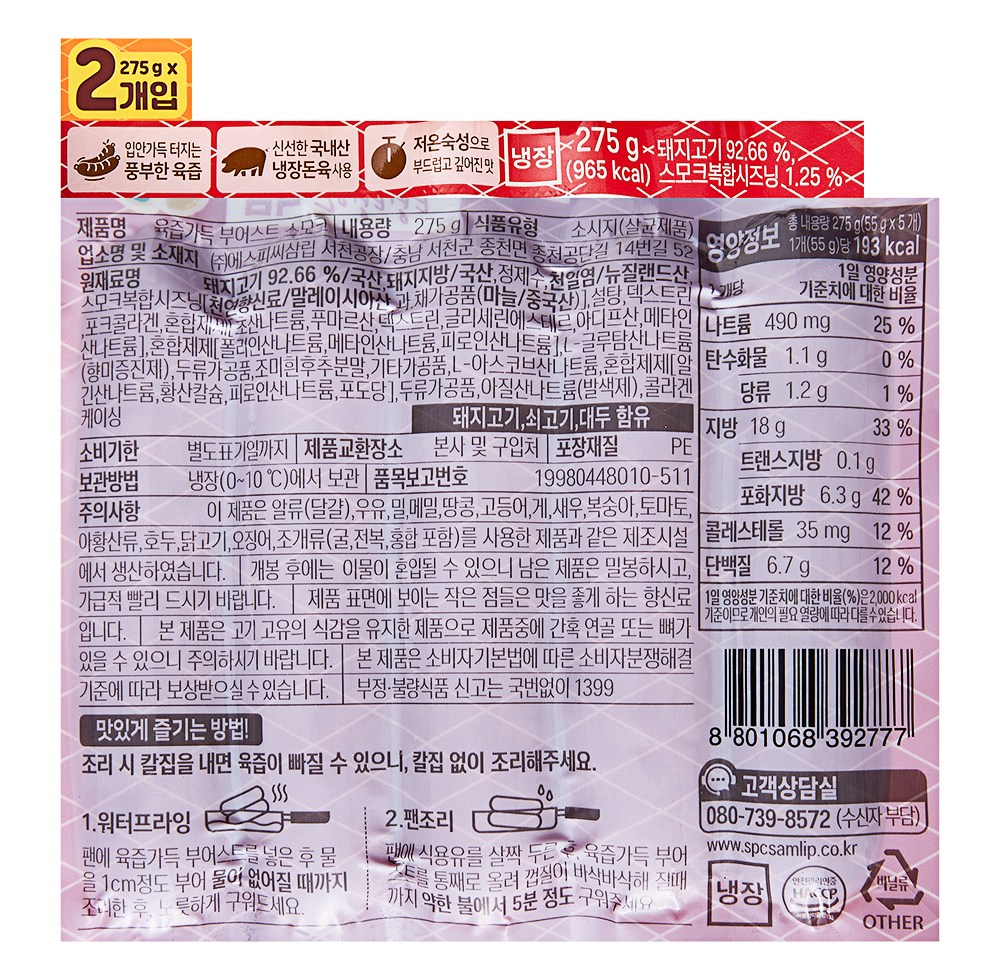 2 275 g x
개입
입안가득 터지는
풍부한 육즙
신선한 국내산
냉장돈육사용
저온숙성으로
부드럽고 깊어진 맛
냉장
275 g
(965 kcal)
돼지고기 92.66 %,
스모크복합시즈닝 1.25 %
제품명 육즙가득 부어스트 스모크 내용량 275 g 식품유형 소시지(살균제품)
업소명 및 소재지 ㈜에스피씨삼립 서천공장/충남 서천군 종천면 종천공단길 14번길 52
원재료명 돼지고기 92.66 %/국산, 돼지지방/국산, 정제수, 천일염/뉴질랜드산,
스모크복합시즈닝[천연향신료/말레이시아산, 과.채가공품(마늘/중국산)], 설탕, 덱스트린,
포크콜라겐, 혼합제제[초산나트륨, 푸마르산, 덱스트린, 글리세린에스테르, 아디프산, 메타인
산나트륨], 혼합제제[폴리인산나트륨, 메타인산나트륨, 피로인산나트륨], L-글루탐산나트륨
(향미증진제), 두류가공품, 조미흰후추분말, 기타가공품, L-아스코브산나트륨, 혼합제제[알
긴산나트륨, 황산칼슘, 피로인산나트륨, 포도당], 두류가공품, 아질산나트륨(발색제), 콜라겐
케이싱
돼지고기, 쇠고기, 대두 함유
소비기한 별도표기일까지 제품교환장소 본사 및 구입처 포장재질 PE
보관방법 냉장(0~10 ℃)에서 보관 품목보고번호 19980448010-511
주의사항 이 제품은 알류(달걀), 우유, 밀, 메밀, 땅콩, 고등어, 게, 새우, 복숭아, 토마토,
아황산류, 호두, 닭고기, 오징어, 조개류(굴, 전복, 홍합 포함)를 사용한 제품과 같은 제조시설
에서 생산하였습니다. 개봉 후에는 이물이 혼입될 수 있으니 남은 제품은 밀봉하시고,
가급적 빨리 드시기 바랍니다. 제품 표면에 보이는 작은 점들은 맛을 좋게 하는 향신료
입니다. 본 제품은 고기 고유의 식감을 유지한 제품으로 제품중에 간혹 연골 또는 뼈가
있을 수 있으니 주의하시기 바랍니다. 본 제품은 소비자기본법에 따른 소비자분쟁해결
기준에 따라 보상받으실 수 있습니다. 부정·불량식품 신고는 국번없이 1399
맛있게 즐기는 방법!
조리 시 칼집을 내면 육즙이 빠질 수 있으니, 칼집 없이 조리해주세요.
1.워터프라잉
팬에 육즙가득 부어스트를 넣은 후 물
을 1cm정도 부어 물이 없어질 때까지
조리한 후, 노릇하게 구워드세요.
2.팬조리
팬에 식용유를 살짝 두른 후, 육즙가득 부어
스트를 통째로 올려 껍질이 바삭바삭해 질때
까지 약한 불에서 5분 정도 구워주세요.
영양정보 총 내용량 275 g(55 g x 5개)
1개(55 g)당 193 kcal
1개당 1일 영양성분
기준치에 대한 비율
나트륨 490 mg 25 %
탄수화물 1.1 g 0 %
당류 1.2 g 1 %
지방 18 g 33 %
트랜스지방 0.1 g
포화지방 6.3 g 42 %
콜레스테롤 35 mg 12 %
단백질 6.7 g 12 %
1일 영양성분 기준치에 대한 비율(%)은 2,000 kcal
기준이므로 개인의 필요 열량에 따라 다를 수 있습니다.
8 801068 392777
고객상담실
080-739-8572 (수신자 부담)
www.spcsamlip.co.kr
냉장
안전관리인증
HACCP
비닐류
OTHER